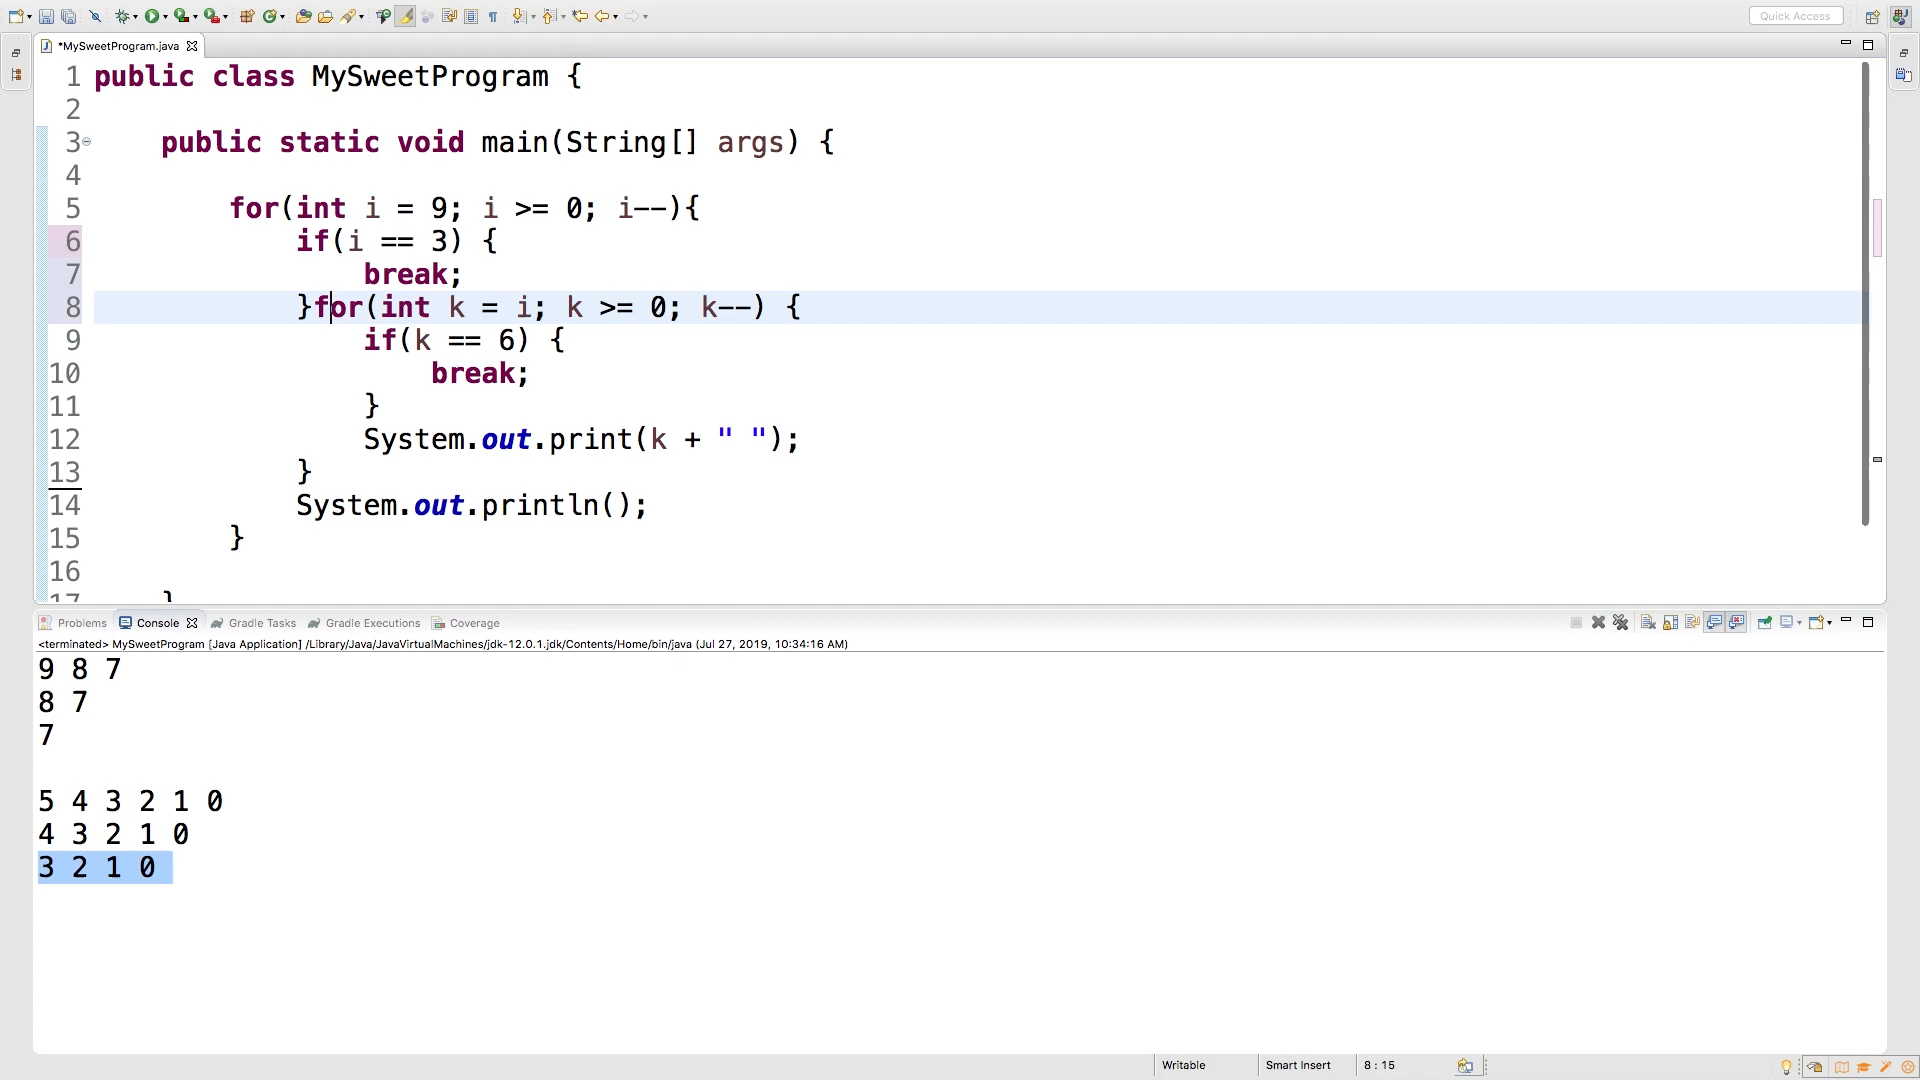 Quick Access
*MySweetProgram.java
1 public class MySweetProgram {
2
3 public static void main(String[] args) {
4
5 for(int i = 9; i >= 0; i--){
6 if(i == 3) {
7 break;
8 }for(int k = i; k >= 0; k--) {
9 if(k == 6) {
10 break;
11 }
12 System.out.print(k + " ");
13 }
14 System.out.println();
15 }
16
17 }
Problems Console Gradle Tasks Gradle Executions Coverage
<terminated> MySweetProgram [Java Application] /Library/Java/JavaVirtualMachines/jdk-12.0.1.jdk/Contents/Home/bin/java (Jul 27, 2019, 10:34:16 AM)
9 8 7
8 7
7
5 4 3 2 1 0
4 3 2 1 0
3 2 1 0
Writable Smart Insert 8 : 15